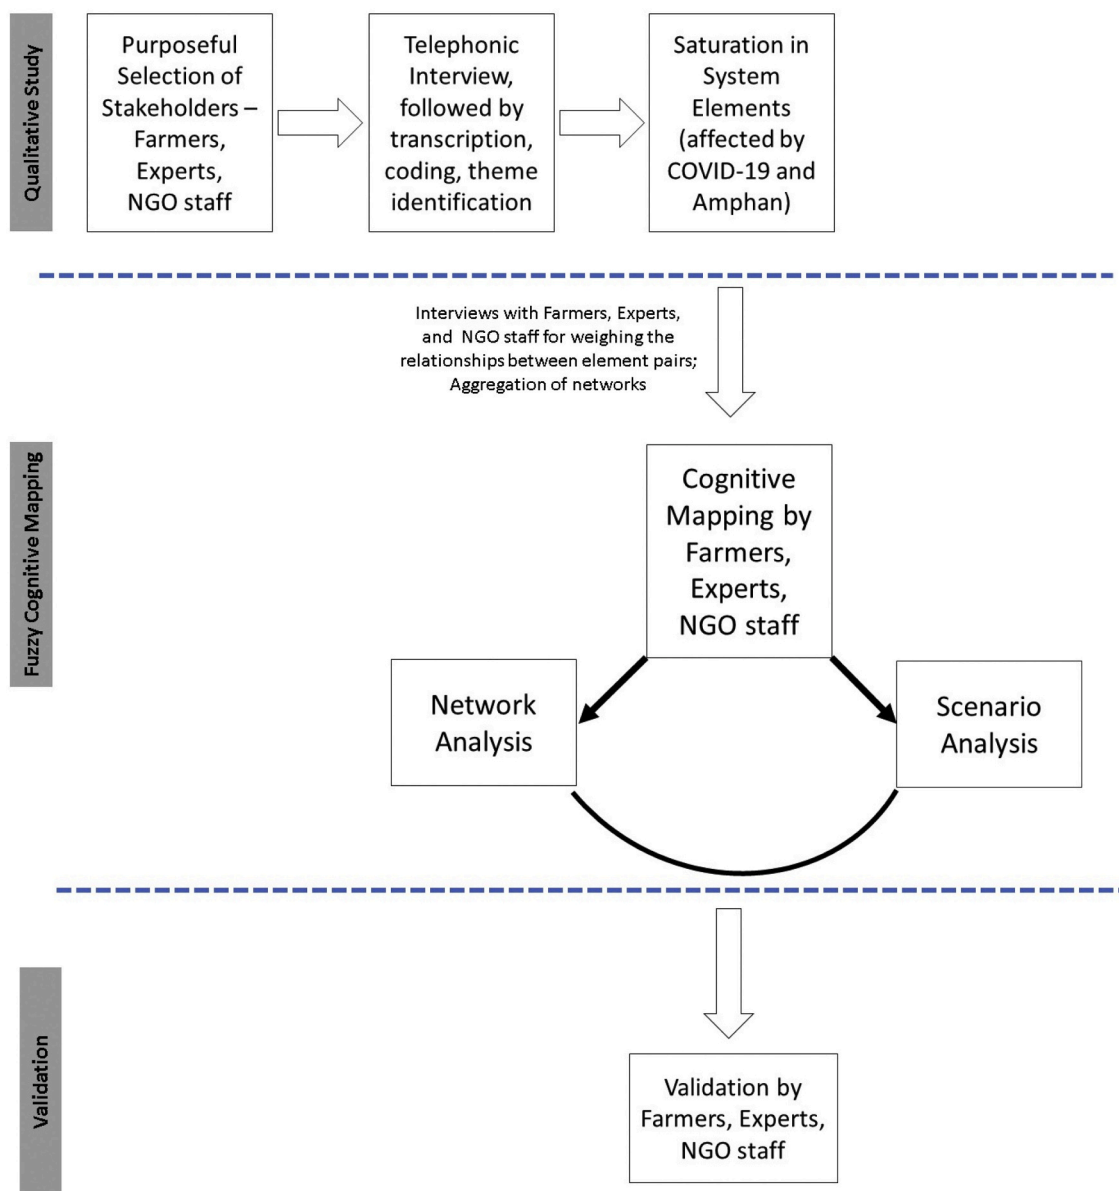 Qualitative Study
Purposeful
Selection of
Stakeholders –
Farmers,
Experts,
NGO staff
Telephonic
Interview,
followed by
transcription,
coding, theme
identification
Saturation in
System
Elements
(affected by
COVID-19 and
Amphan)
Interviews with Farmers, Experts,
and NGO staff for weighing the
relationships between element pairs;
Aggregation of networks
Fuzzy Cognitive Mapping
Cognitive
Mapping by
Farmers,
Experts,
NGO staff
Network
Analysis
Scenario
Analysis
Validation
Validation by
Farmers, Experts,
NGO staff